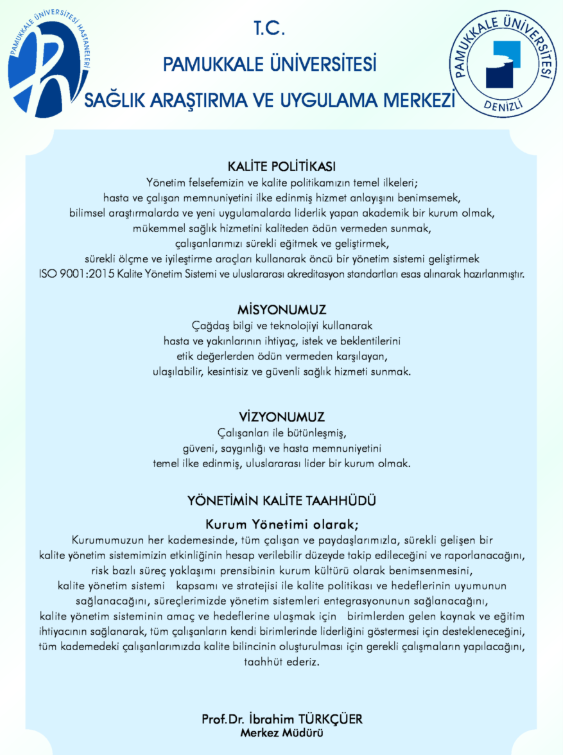 T.C.
PAMUKKALE ÜNİVERSİTESİ
SAĞLIK ARAŞTIRMA VE UYGULAMA MERKEZİ
PAMUKKALE ÜNİVERSİTESİ HASTANELERİ
PAMUKKALE ÜNİVERSİTESİ
DENİZLİ
KALİTE POLİTİKASI
Yönetim felsefemizin ve kalite politikamızın temel ilkeleri;
hasta ve çalışan memnuniyetini ilke edinmiş hizmet anlayışını benimsemek,
bilimsel araştırmalarda ve yeni uygulamalarda liderlik yapan akademik bir kurum olmak,
mükemmel sağlık hizmetini kaliteden ödün vermeden sunmak,
çalışanlarımızı sürekli eğitmek ve geliştirmek,
sürekli ölçme ve iyileştirme araçları kullanarak öncü bir yönetim sistemi geliştirmek
ISO 9001:2015 Kalite Yönetim Sistemi ve uluslararası akreditasyon standartları esas alınarak hazırlanmıştır.
MİSYONUMUZ
Çağdaş bilgi ve teknolojiyi kullanarak
hasta ve yakınlarının ihtiyaç, istek ve beklentilerini
etik değerlerden ödün vermeden karşılayan,
ulaşılabilir, kesintisiz ve güvenli sağlık hizmeti sunmak.
VİZYONUMUZ
Çalışanları ile bütünleşmiş,
güveni, saygınlığı ve hasta memnuniyetini
temel ilke edinmiş, uluslararası lider bir kurum olmak.
YÖNETİMİN KALİTE TAAHHÜDÜ
Kurum Yönetimi olarak;
Kurumumuzun her kademesinde, tüm çalışan ve paydaşlarımızla, sürekli gelişen bir
kalite yönetim sistemimizin etkinliğinin hesap verilebilir düzeyde takip edileceğini ve raporlanacağını,
risk bazlı süreç yaklaşımı prensibinin kurum kültürü olarak benimsenmesini,
kalite yönetim sistemi kapsamı ve stratejisi ile kalite politikası ve hedeflerinin uyumunun
sağlanacağını, süreçlerimizde yönetim sistemleri entegrasyonunun sağlanacağını,
kalite yönetim sisteminin amaç ve hedeflerine ulaşmak için birimlerden gelen kaynak ve eğitim
ihtiyacının sağlanarak, tüm çalışanların kendi birimlerinde liderliğini göstermesi için destekleneceğini,
tüm kademedeki çalışanlarımızda kalite bilincinin oluşturulması için gerekli çalışmaların yapılacağını,
taahhüt ederiz.
Prof.Dr. İbrahim TÜRKÇÜER
Merkez Müdürü